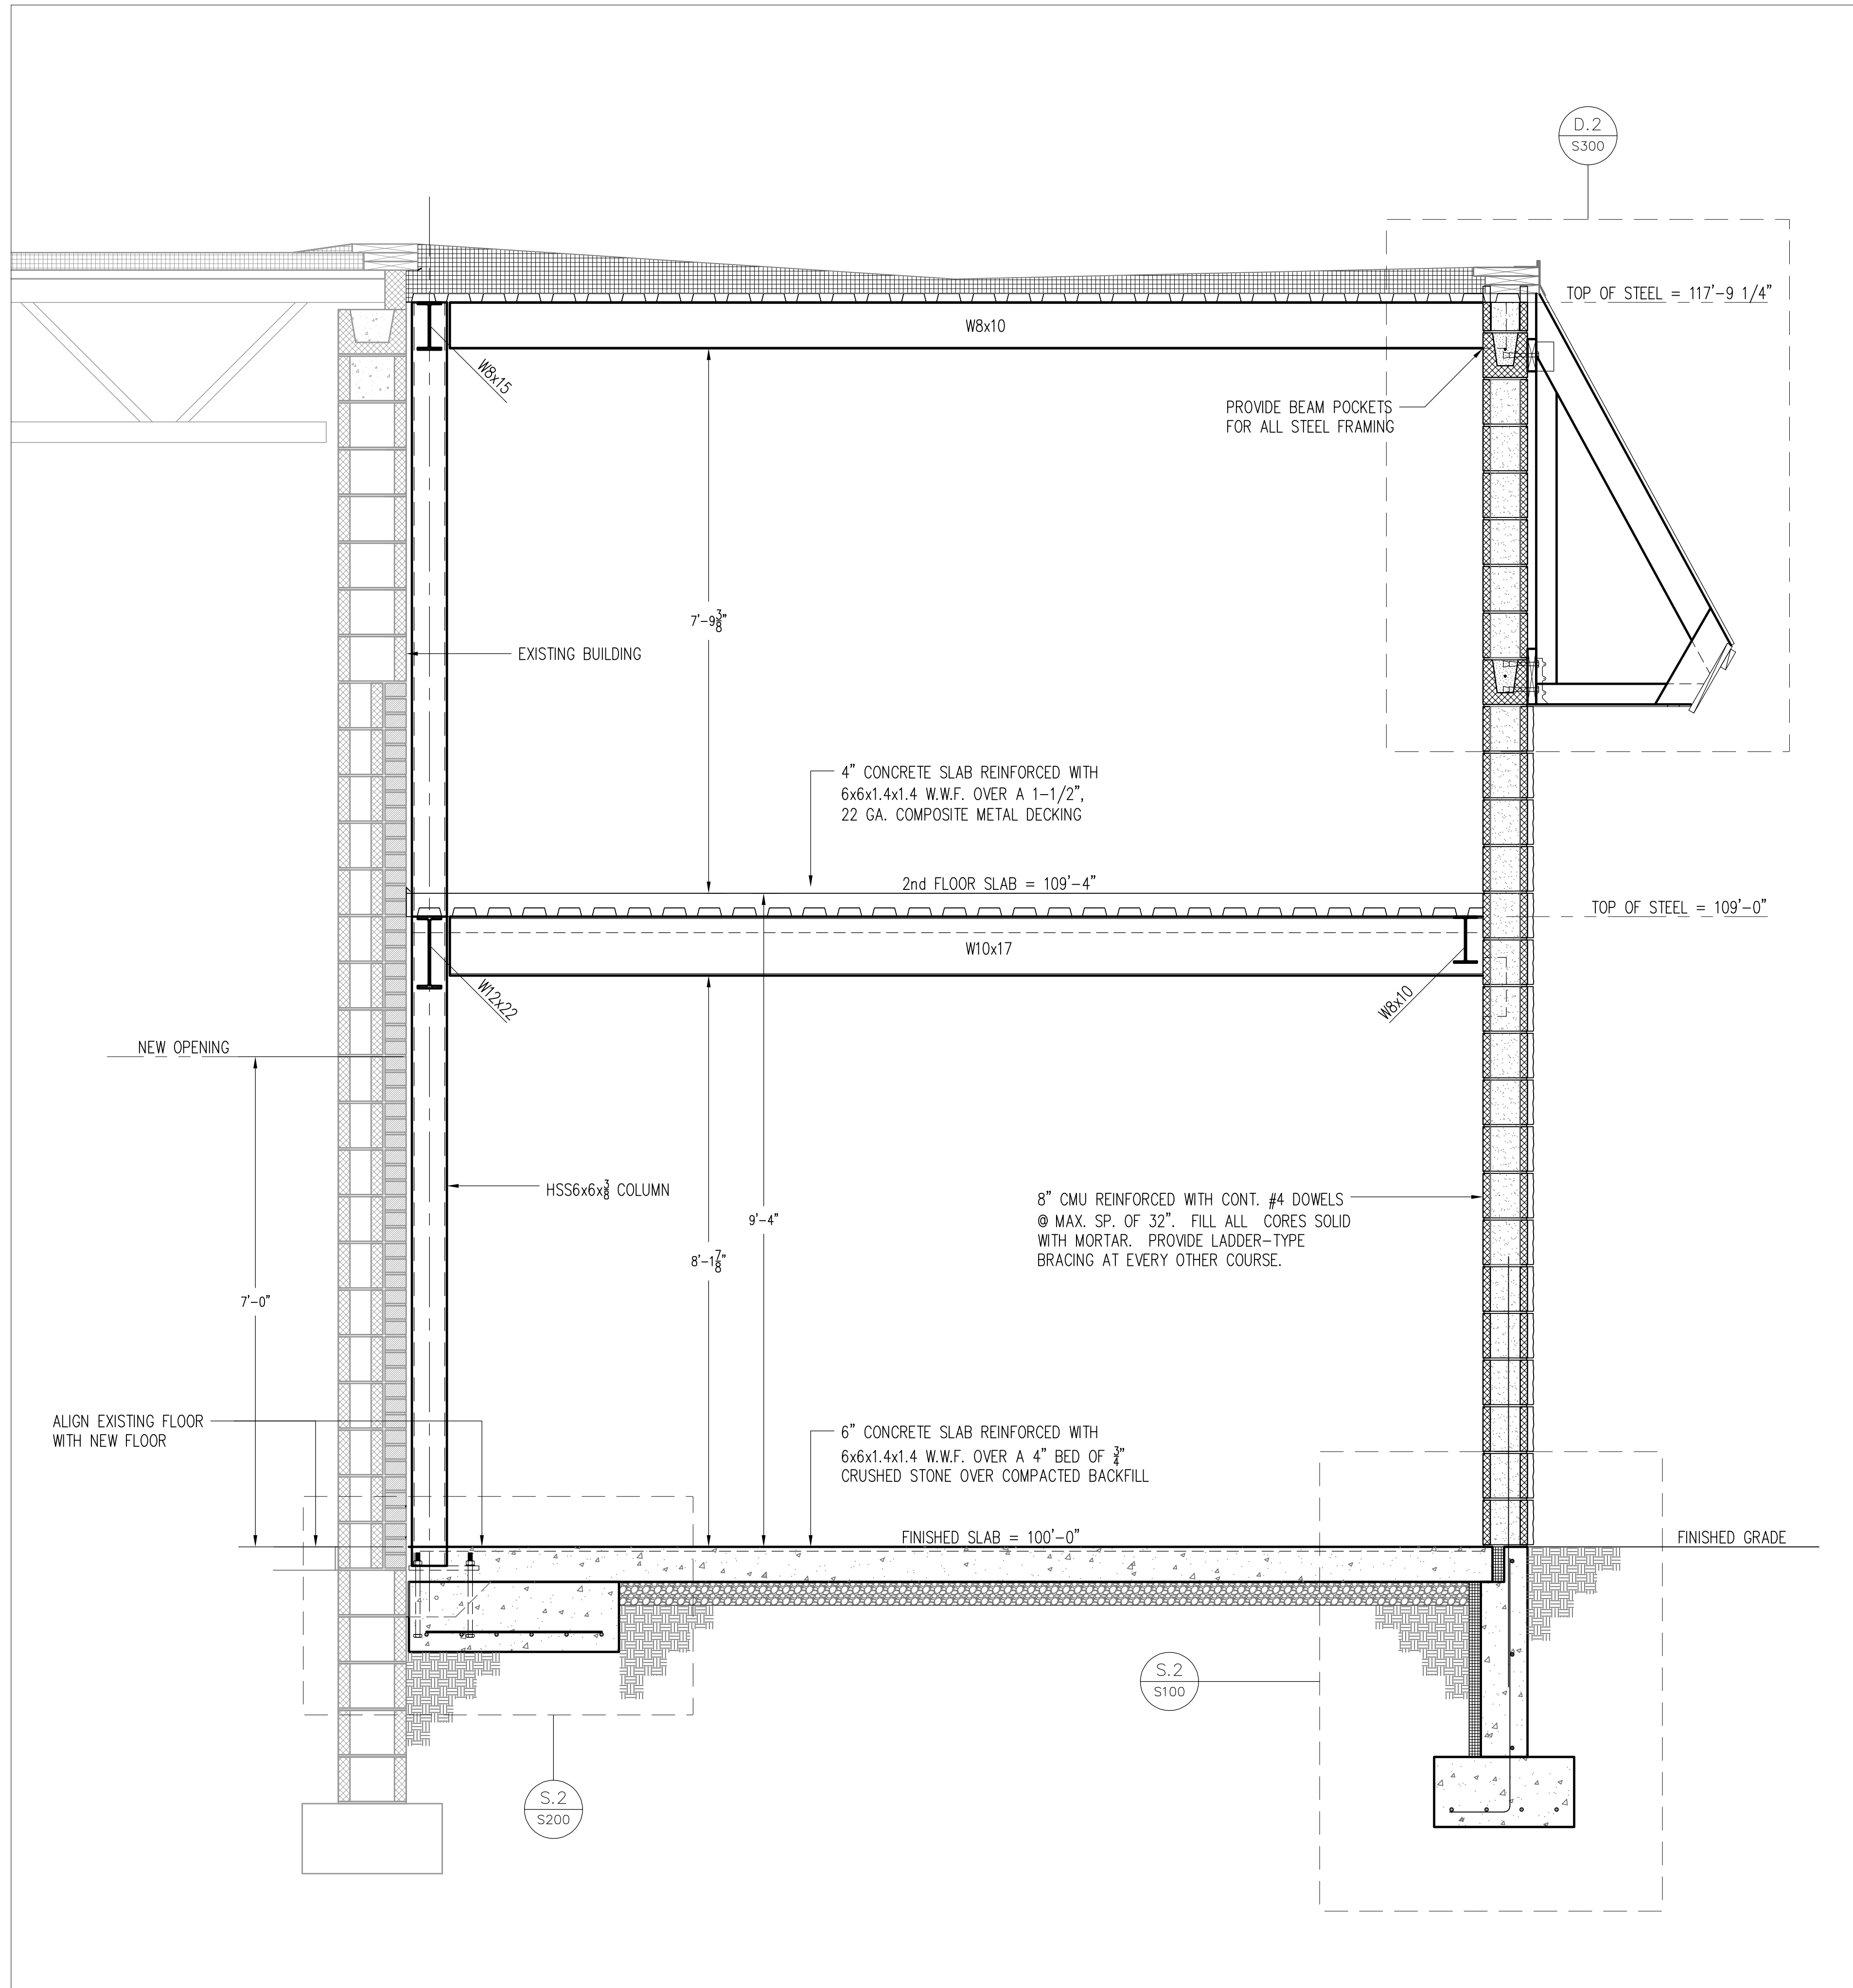 D.2
S300
TOP OF STEEL = 117'-9 1/4"
W8x10
W8x15
PROVIDE BEAM POCKETS
FOR ALL STEEL FRAMING
7'-9 3/8"
EXISTING BUILDING
4" CONCRETE SLAB REINFORCED WITH
6x6x1.4x1.4 W.W.F. OVER A 1-1/2",
22 GA. COMPOSITE METAL DECKING
2nd FLOOR SLAB = 109'-4"
TOP OF STEEL = 109'-0"
W10x17
W12x22
W8x10
NEW OPENING
HSS6x6x3/8 COLUMN
8" CMU REINFORCED WITH CONT. #4 DOWELS
@ MAX. SP. OF 32". FILL ALL CORES SOLID
WITH MORTAR. PROVIDE LADDER-TYPE
BRACING AT EVERY OTHER COURSE.
9'-4"
8'-1 7/8"
7'-0"
ALIGN EXISTING FLOOR
WITH NEW FLOOR
6" CONCRETE SLAB REINFORCED WITH
6x6x1.4x1.4 W.W.F. OVER A 4" BED OF 3/4"
CRUSHED STONE OVER COMPACTED BACKFILL
FINISHED SLAB = 100'-0"
FINISHED GRADE
S.2
S100
S.2
S200